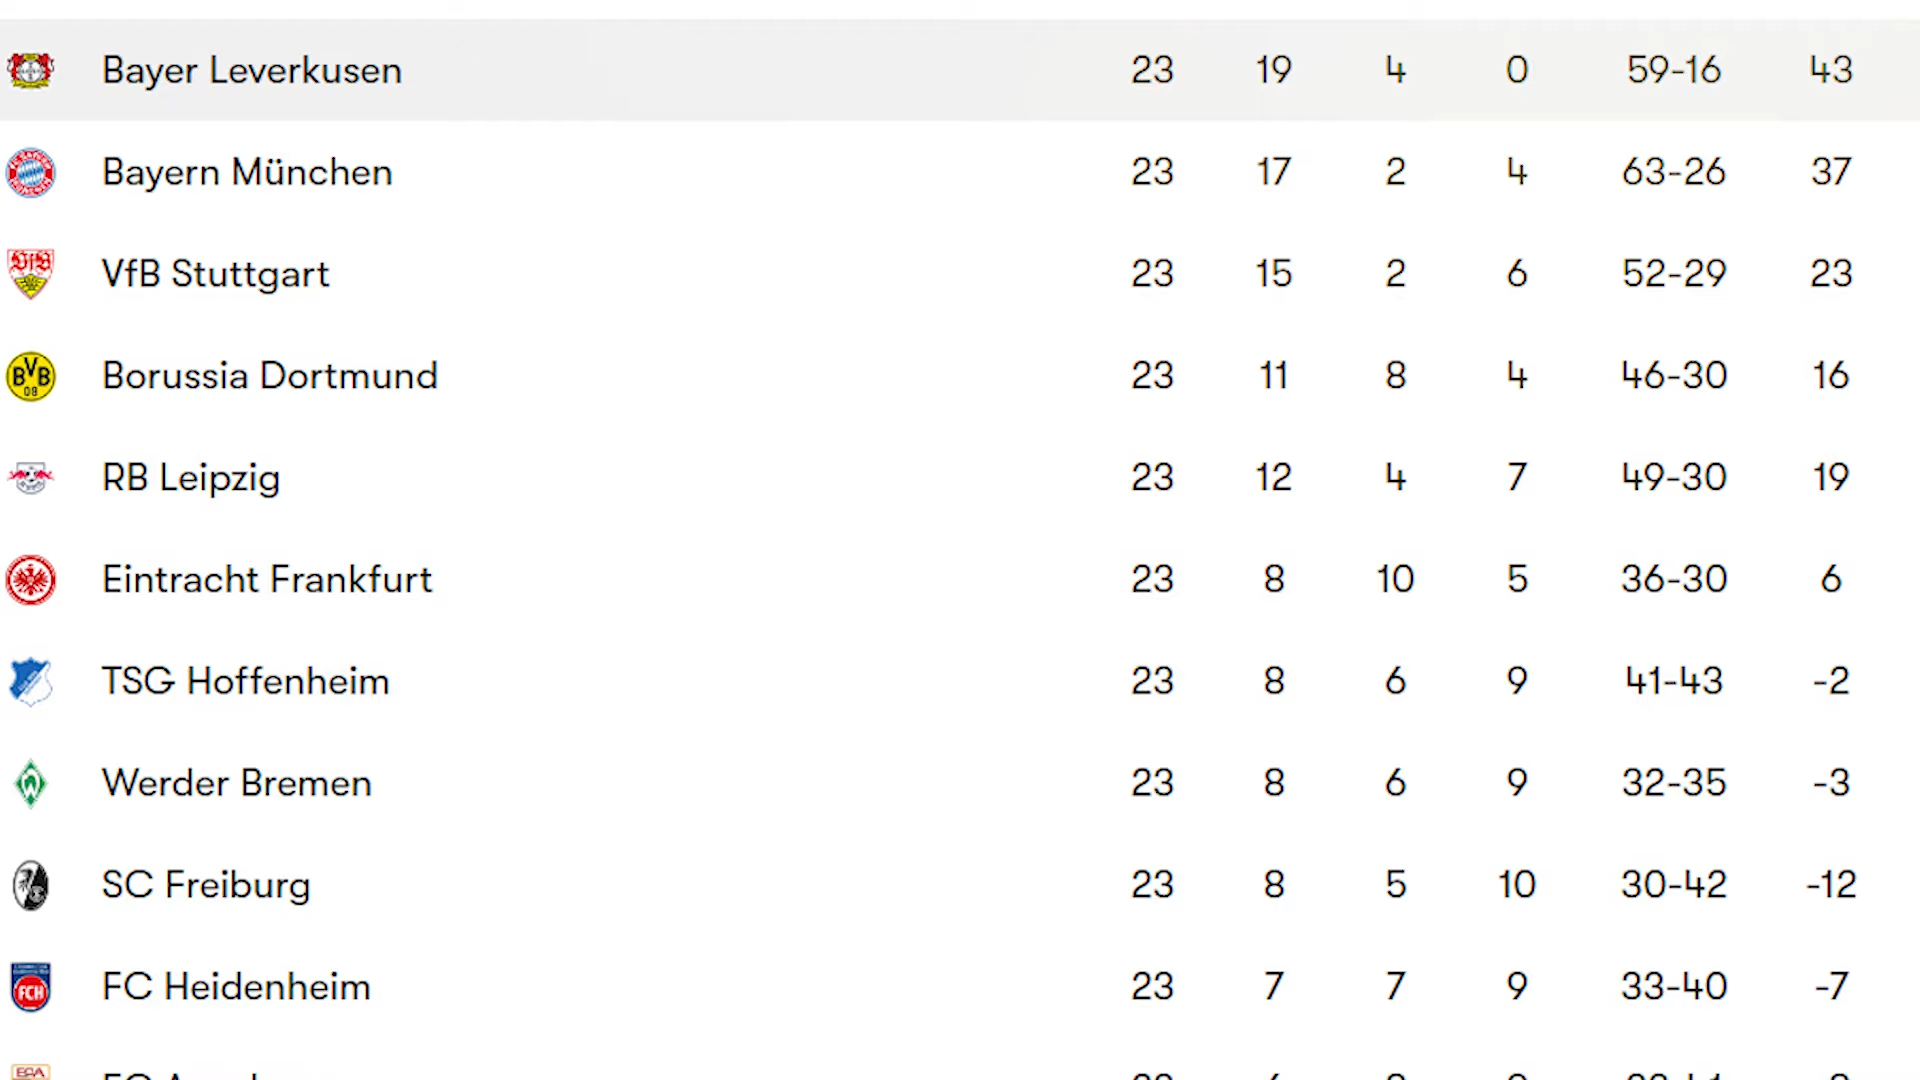 Bayer Leverkusen 23 19 4 0 59-16 43
Bayern München 23 17 2 4 63-26 37
VfB Stuttgart 23 15 2 6 52-29 23
BVB 09 Borussia Dortmund 23 11 8 4 46-30 16
RB Leipzig 23 12 4 7 49-30 19
Eintracht Frankfurt 23 8 10 5 36-30 6
TSG Hoffenheim 23 8 6 9 41-43 -2
Werder Bremen 23 8 6 9 32-35 -3
SC Freiburg 23 8 5 10 30-42 -12
FCH FC Heidenheim 23 7 7 9 33-40 -7